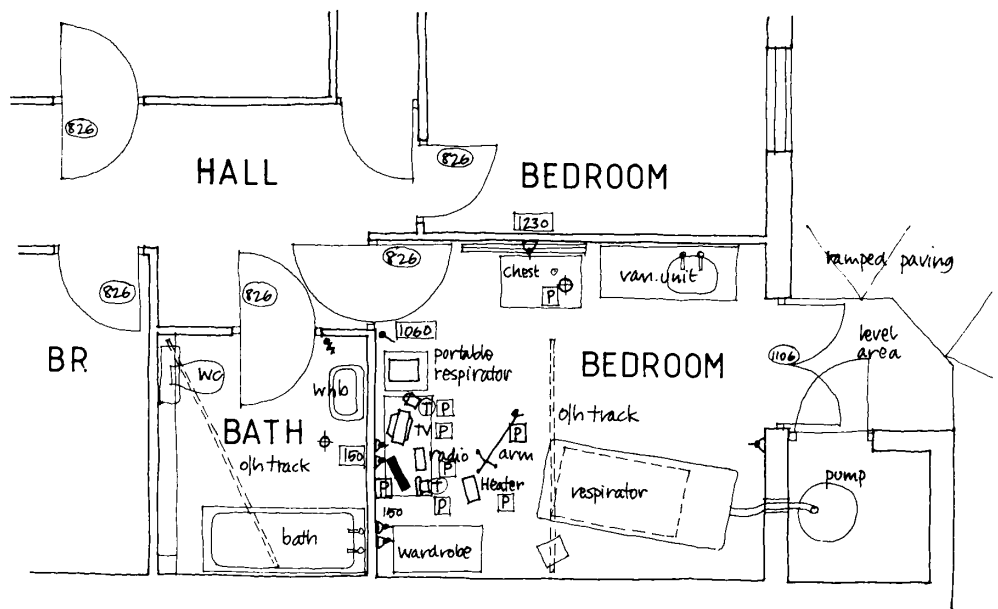 826
HALL
826
BEDROOM
1230
826
chest
P
van.unit
ramped paving
826
826
1060
level
area
BR
WC
whb
portable
respirator
BEDROOM
1106
BATH
o/h track
T
P
TV
P
P
o/h track
150
radio
arm
P
P
T
Heater
P
P
150
respirator
pump
bath
wardrobe